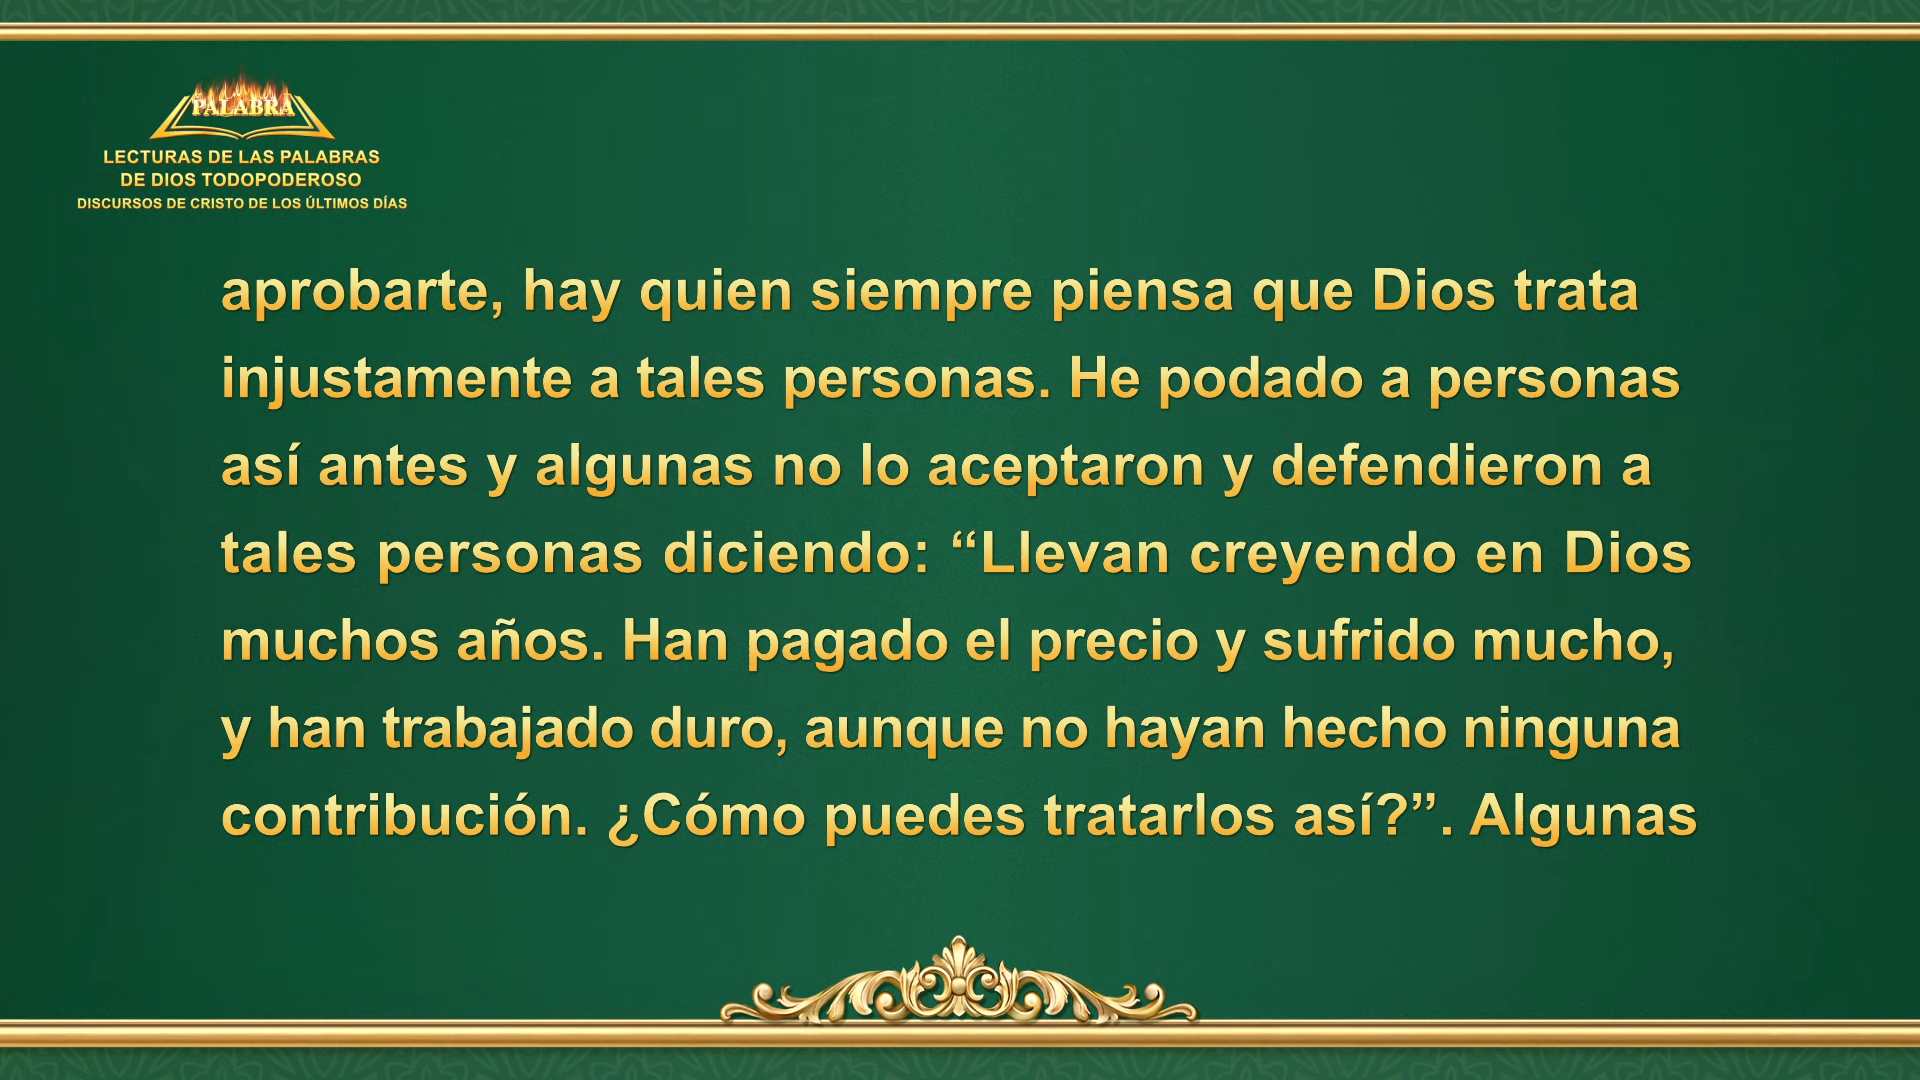 PALABRA
LECTURAS DE LAS PALABRAS
DE DIOS TODOPODEROSO
DISCURSOS DE CRISTO DE LOS ÚLTIMOS DÍAS
aprobarte, hay quien siempre piensa que Dios trata
injustamente a tales personas. He podado a personas
así antes y algunas no lo aceptaron y defendieron a
tales personas diciendo: “Llevan creyendo en Dios
muchos años. Han pagado el precio y sufrido mucho,
y han trabajado duro, aunque no hayan hecho ninguna
contribución. ¿Cómo puedes tratarlos así?”. Algunas